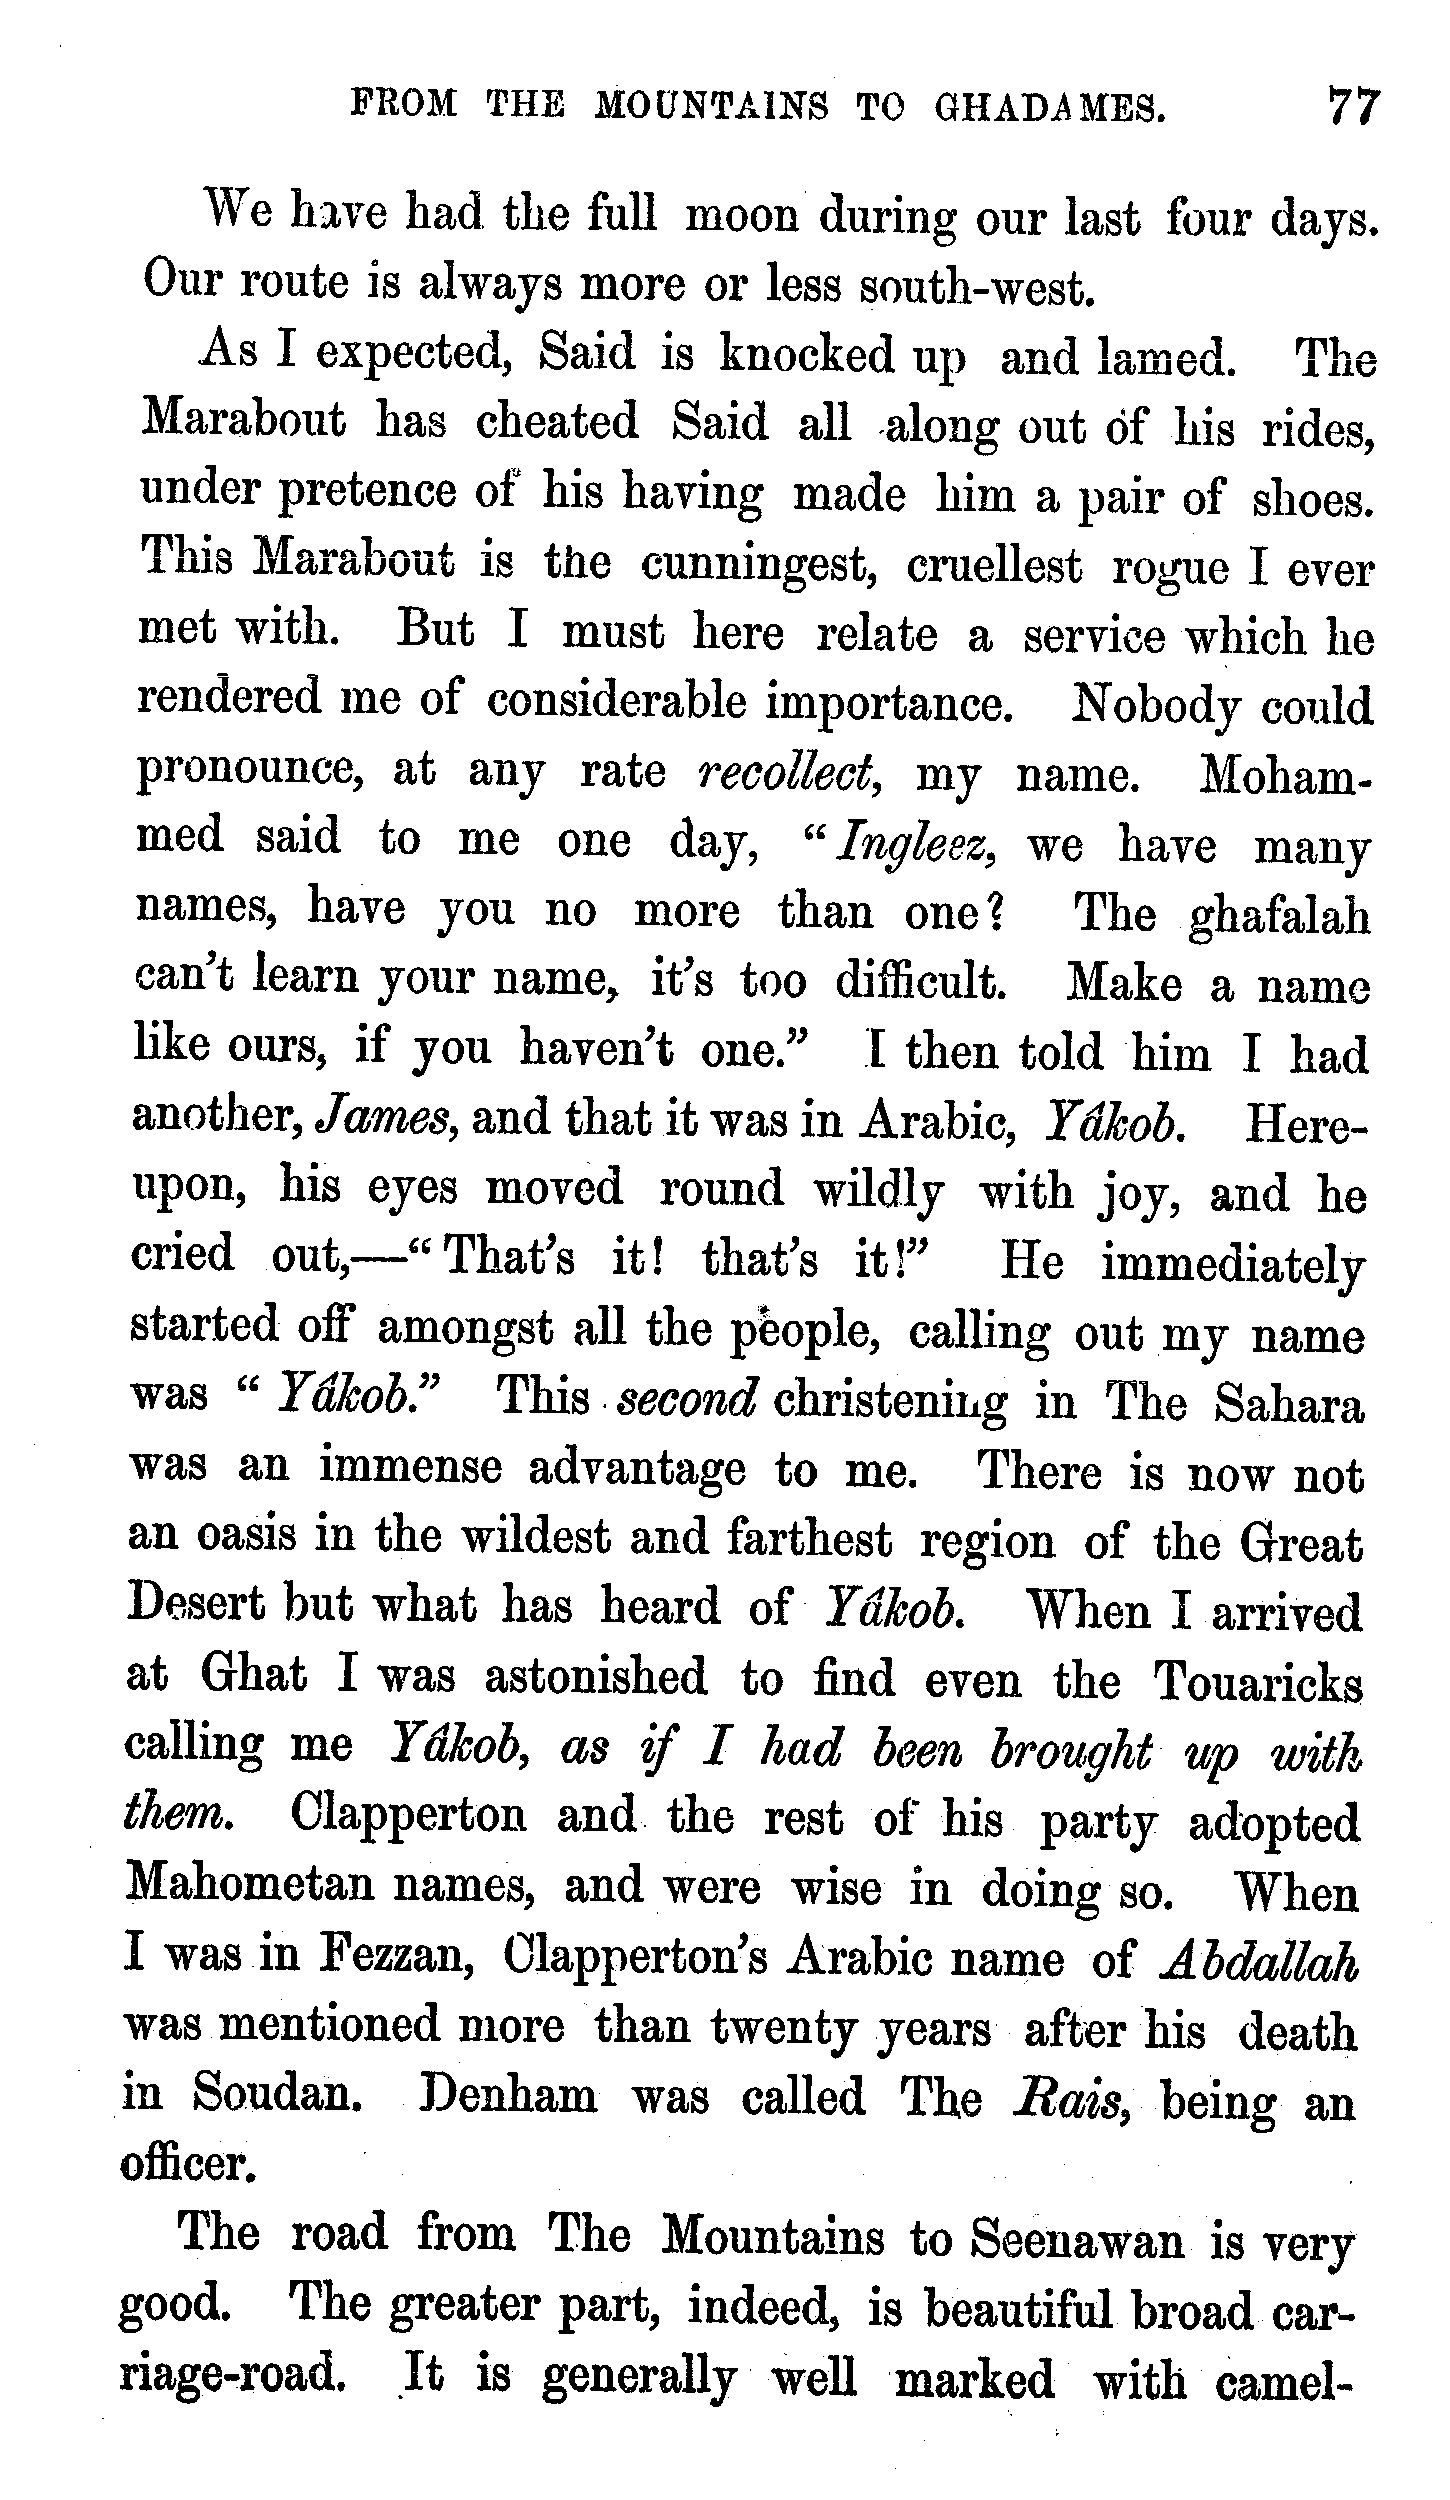 FROM THE MOUNTAINS TO GHADAMES. 77
We have had the full moon during our last four days.
Our route is always more or less south-west.
As I expected, Said is knocked up and lamed. The
Marabout has cheated Said all along out of his rides,
under pretence of his having made him a pair of shoes.
This Marabout is the cunningest, cruellest rogue I ever
met with. But I must here relate a service which he
rendered me of considerable importance. Nobody could
pronounce, at any rate recollect, my name. Moham-
med said to me one day, “Ingleez, we have many
names, have you no more than one? The ghafalah
can’t learn your name, it’s too difficult. Make a name
like ours, if you haven’t one.” I then told him I had
another, James, and that it was in Arabic, Yâkob. Here-
upon, his eyes moved round wildly with joy, and he
cried out,—“That’s it! that’s it!” He immediately
started off amongst all the people, calling out my name
was “Yâkob.” This second christening in The Sahara
was an immense advantage to me. There is now not
an oasis in the wildest and farthest region of the Great
Desert but what has heard of Yâkob. When I arrived
at Ghat I was astonished to find even the Touaricks
calling me Yâkob, as if I had been brought up with
them. Clapperton and the rest of his party adopted
Mahometan names, and were wise in doing so. When
I was in Fezzan, Clapperton’s Arabic name of Abdallah
was mentioned more than twenty years after his death
in Soudan. Denham was called The Rais, being an
officer.
The road from The Mountains to Seenawan is very
good. The greater part, indeed, is beautiful broad car-
riage-road. It is generally well marked with camel-